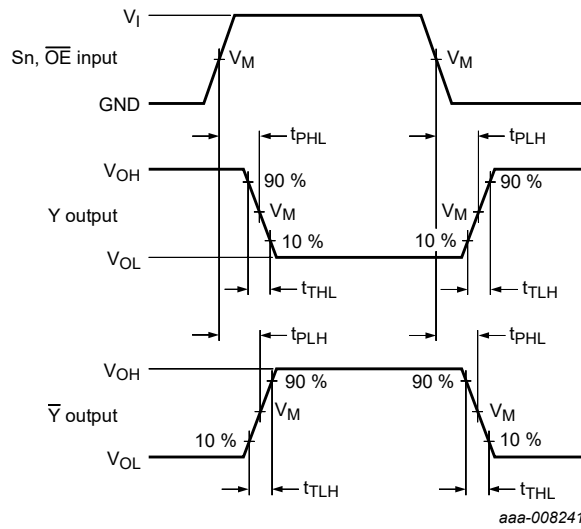 V_I
Sn, O̅E̅ input
V_M V_M
GND
t_PHL t_PLH
V_OH
90 % 90 %
Y output
V_M V_M
10 % 10 %
V_OL
t_THL t_TLH
t_PLH t_PHL
V_OH
90 % 90 %
Y̅ output
V_M V_M
10 % 10 %
V_OL
t_TLH t_THL
aaa-008241